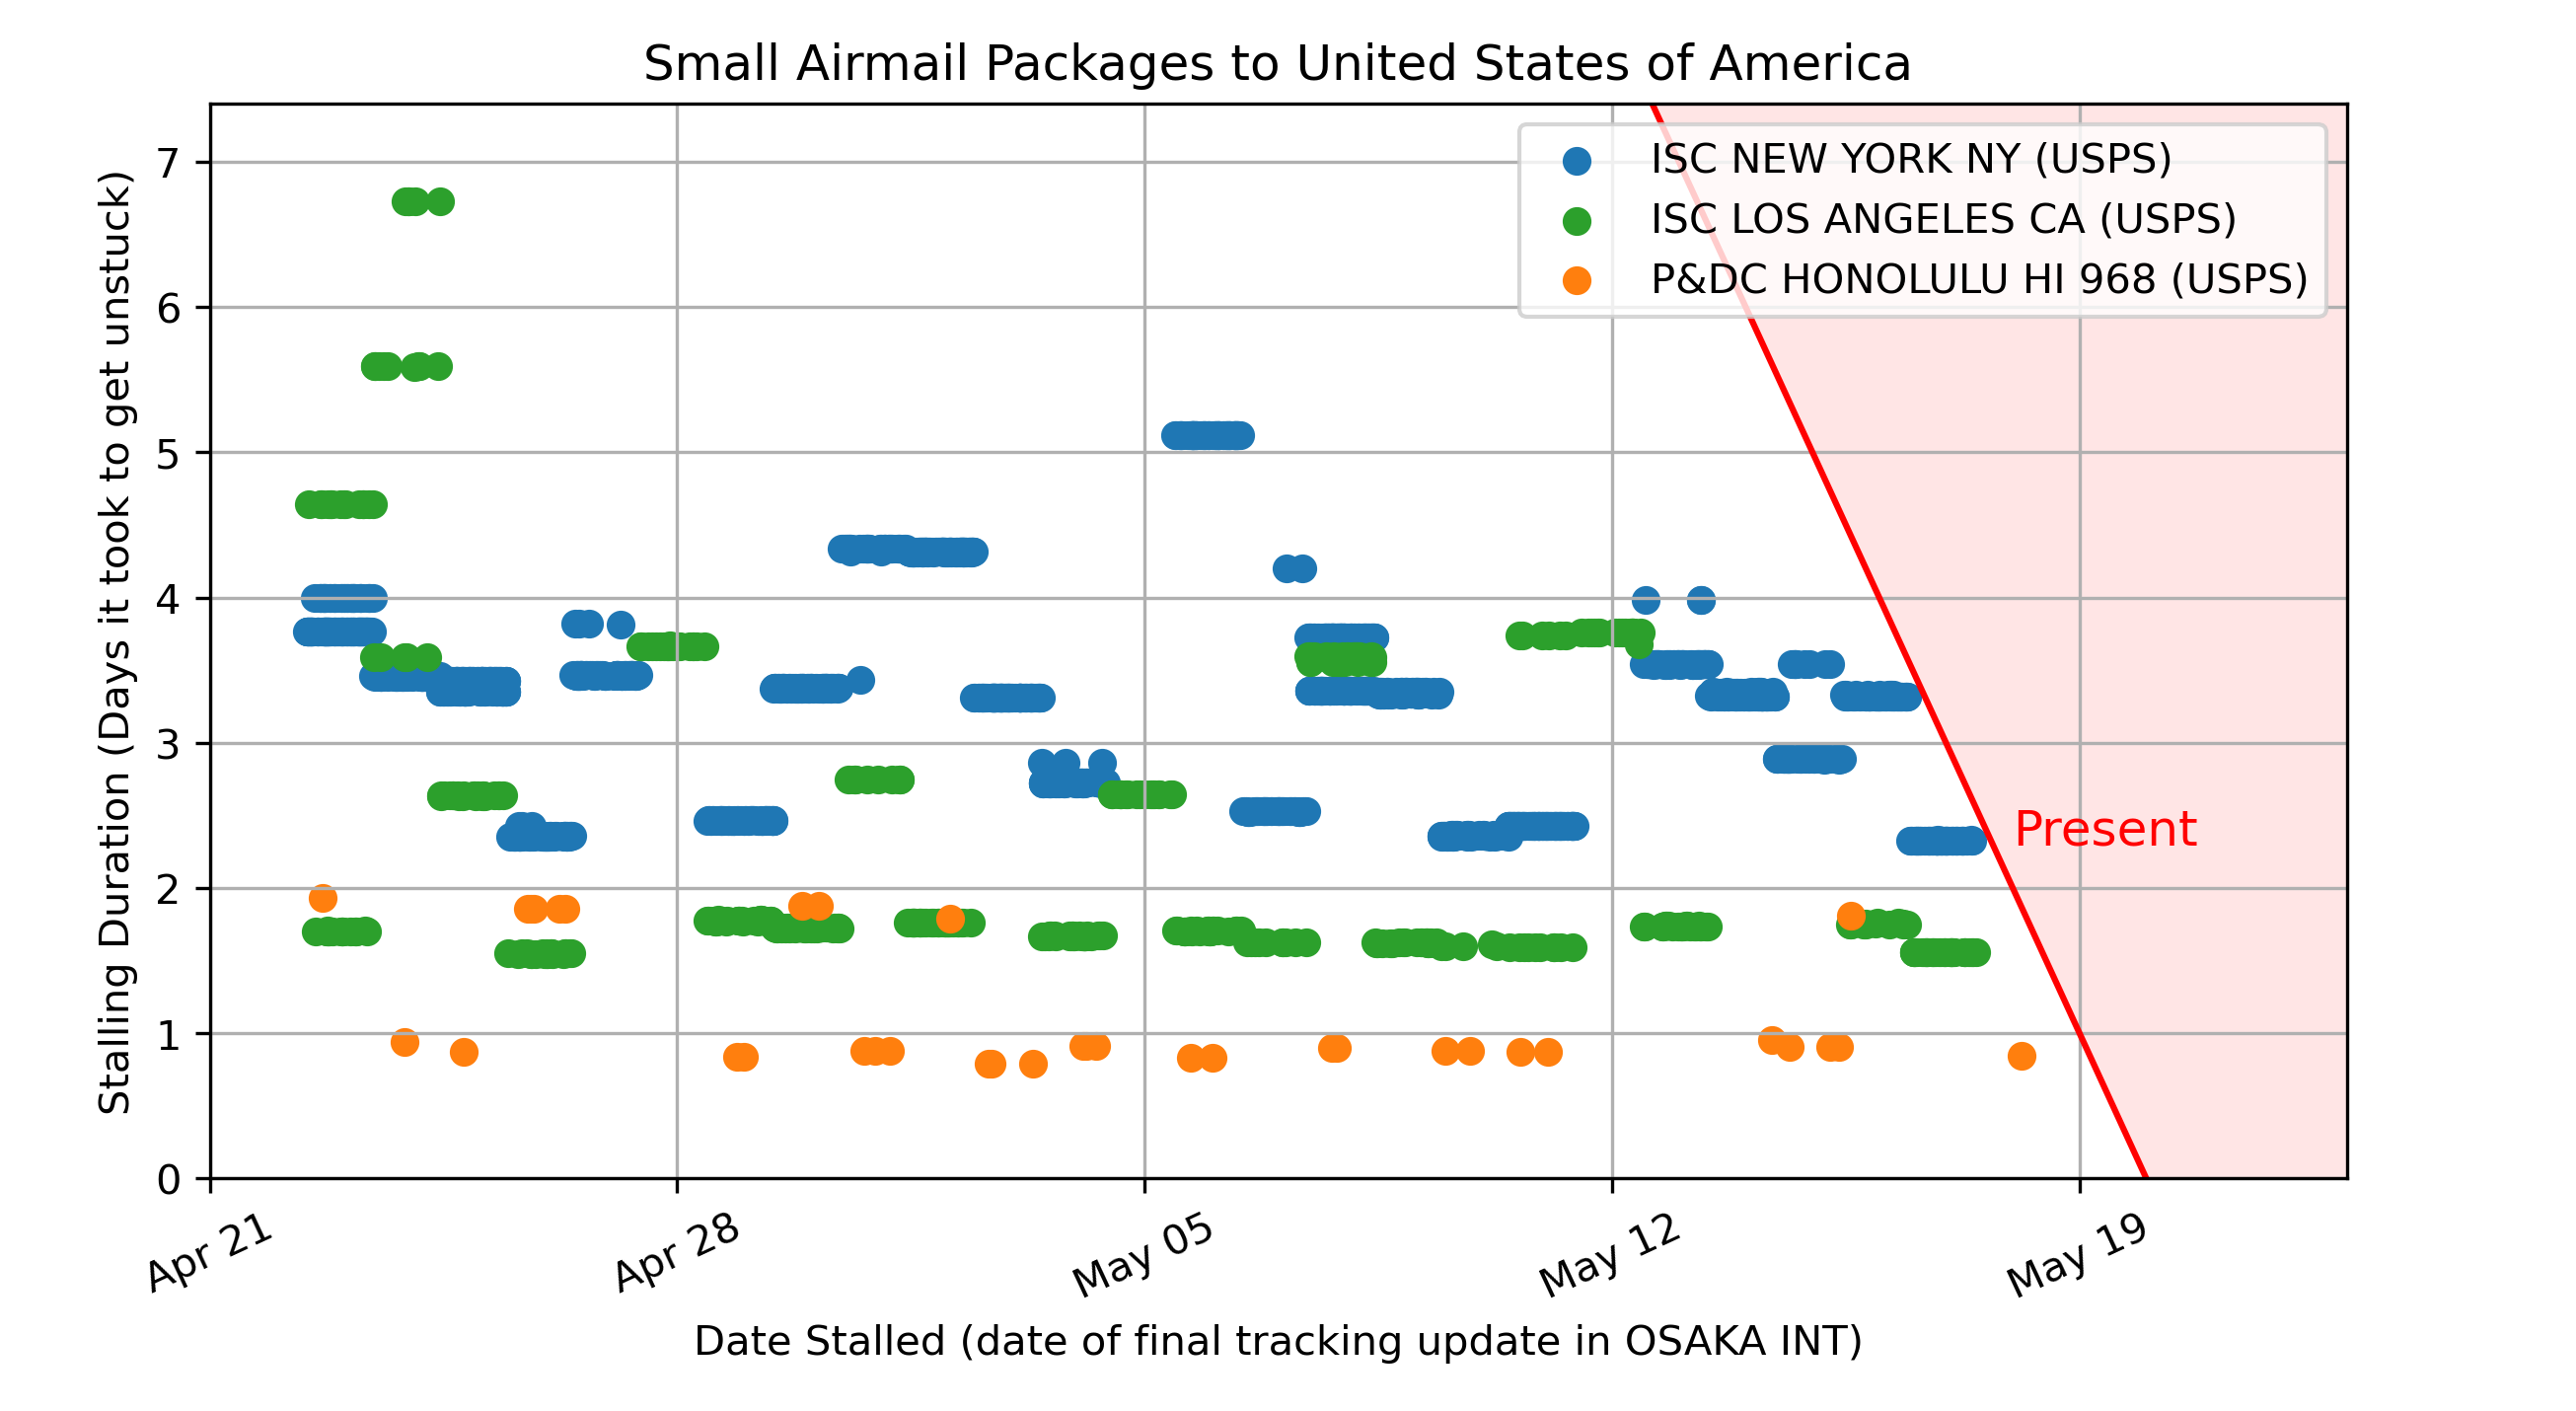 Small Airmail Packages to United States of America
Stalling Duration (Days it took to get unstuck)
7
6
5
4
3
2
1
0
ISC NEW YORK NY (USPS)
ISC LOS ANGELES CA (USPS)
P&DC HONOLULU HI 968 (USPS)
Present
Apr 21
Apr 28
May 05
May 12
May 19
Date Stalled (date of final tracking update in OSAKA INT)